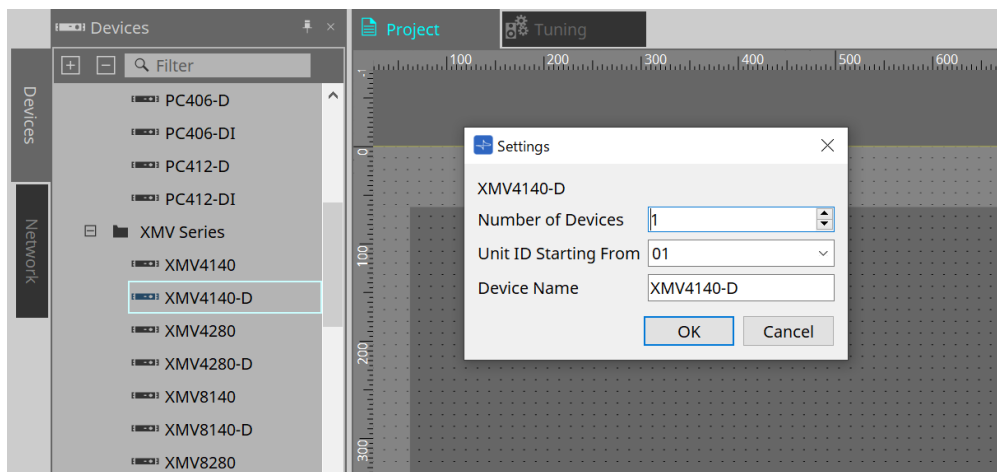 Devices
Filter
PC406-D
PC406-DI
PC412-D
PC412-DI
XMV Series
XMV4140
XMV4140-D
XMV4280
XMV4280-D
XMV8140
XMV8140-D
XMV8280
Devices
Network
Project
Tuning
100 200 300 400 500 600
0
100
200
300
Settings
XMV4140-D
Number of Devices 1
Unit ID Starting From 01
Device Name XMV4140-D
OK Cancel